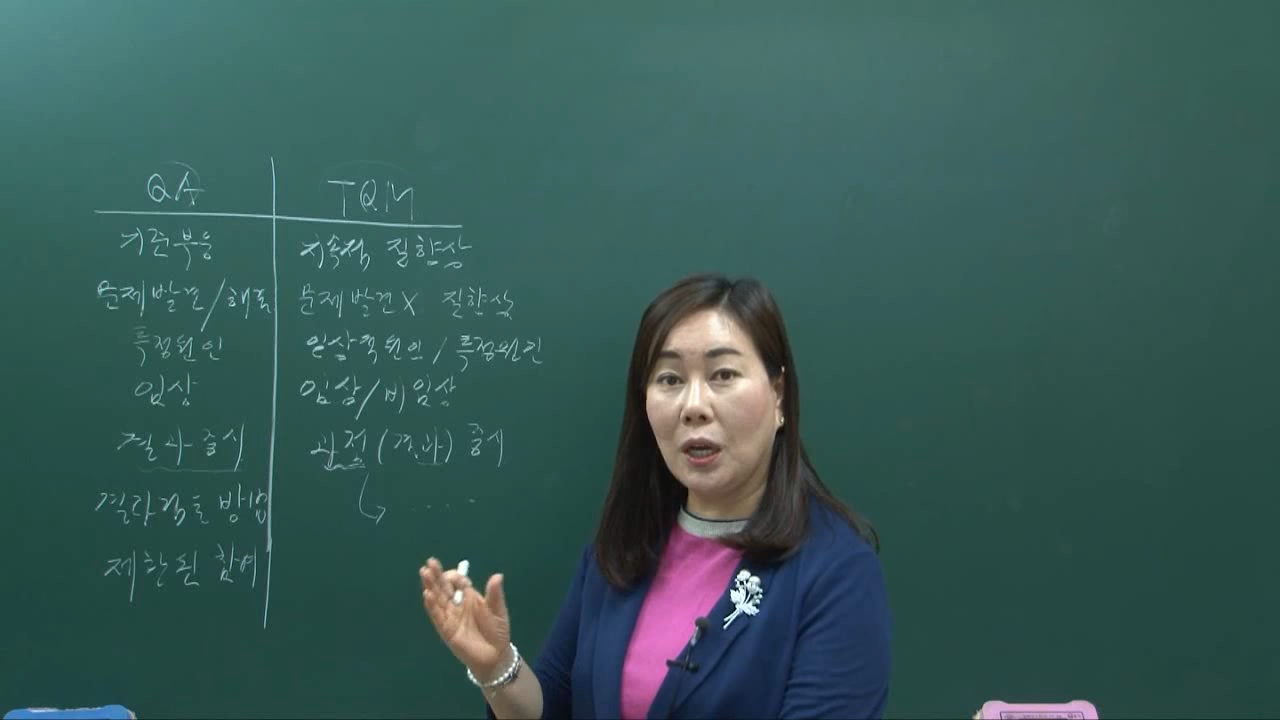 QA TQM
기준부응 지속적 질향상
문제발견/해결 문제발견X 질향상
특정원인 일상적원인/특정원인
임상 임상/비임상
결과중시 과정(결과)중시
결과검토 방법 ....
제한된 참여